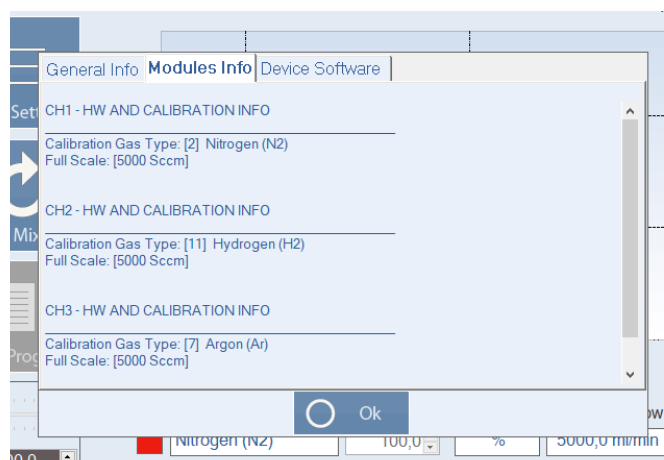 General Info Modules Info Device Software
Sett
CH1 - HW AND CALIBRATION INFO
Calibration Gas Type: [2] Nitrogen (N2)
Full Scale: [5000 Sccm]
CH2 - HW AND CALIBRATION INFO
Mix
Calibration Gas Type: [11] Hydrogen (H2)
Full Scale: [5000 Sccm]
CH3 - HW AND CALIBRATION INFO
Calibration Gas Type: [7] Argon (Ar)
Prog
Full Scale: [5000 Sccm]
Ok
Nitrogen (N2) 100,0 % 5000,0 ml/min